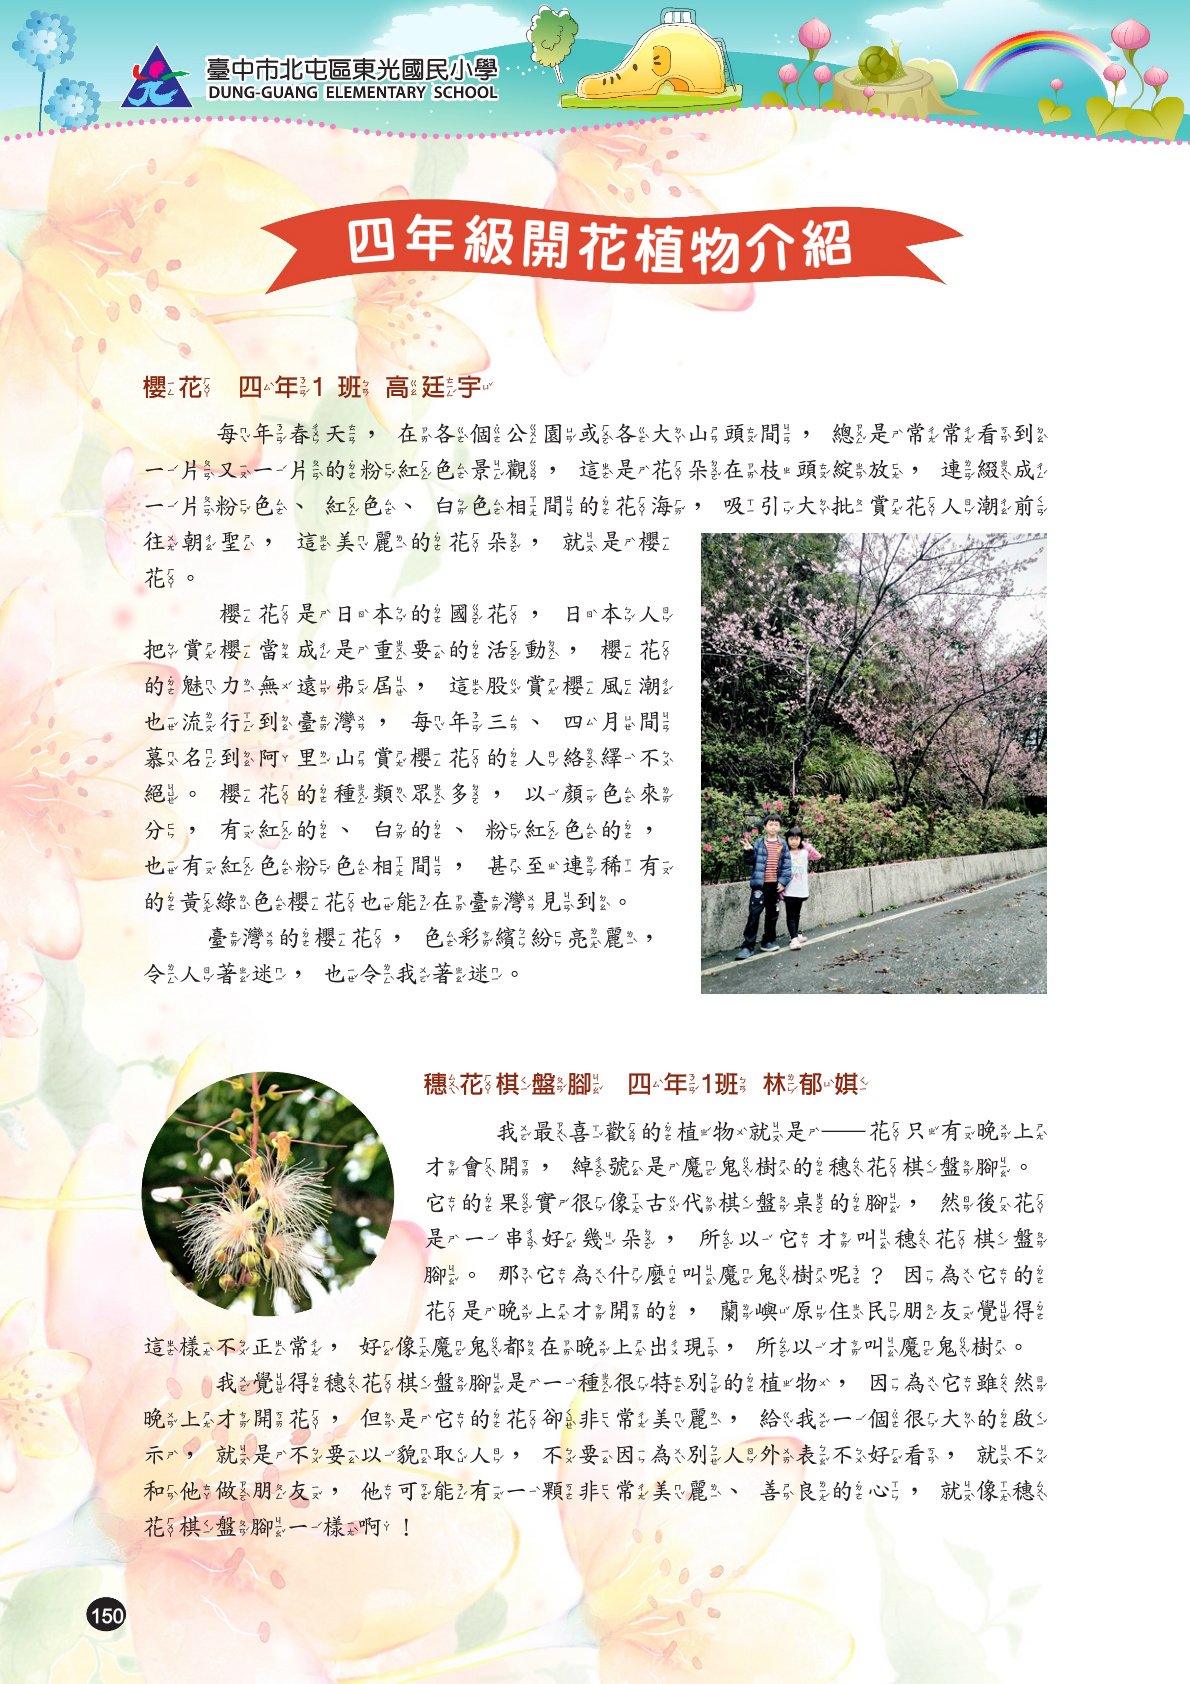 臺中市北屯區東光國民小學
DUNG-GUANG ELEMENTARY SCHOOL
四年級開花植物介紹
櫻花 四年1 班 高廷宇
每年春天，在各個公園或各大山頭間，總是常常看到
一片又一片的粉紅色景觀，這是花朵在枝頭綻放，連綴成
一片粉色、紅色、白色相間的花海，吸引大批賞花人潮前
往朝聖，這美麗的花朵，就是櫻
花。
櫻花是日本的國花，日本人
把賞櫻當成是重要的活動，櫻花
的魅力無遠弗屆，這股賞櫻風潮
也流行到臺灣，每年三、四月間
慕名到阿里山賞櫻花的人絡繹不
絕。櫻花的種類眾多，以顏色來
分，有紅的、白的、粉紅色的，
也有紅色粉色相間，甚至連稀有
的黃綠色櫻花也能在臺灣見到。
臺灣的櫻花，色彩繽紛亮麗，
令人著迷，也令我著迷。
穗花棋盤腳 四年1班 林郁娸
我最喜歡的植物就是——花只有晚上
才會開，綽號是魔鬼樹的穗花棋盤腳。
它的果實很像古代棋盤桌的腳，然後花
是一串好幾朵，所以它才叫穗花棋盤
腳。那它為什麼叫魔鬼樹呢？因為它的
花是晚上才開的，蘭嶼原住民朋友覺得
這樣不正常，好像魔鬼都在晚上出現，所以才叫魔鬼樹。
我覺得穗花棋盤腳是一種很特別的植物，因為它雖然
晚上才開花，但是它的花卻非常美麗，給我一個很大的啟
示，就是不要以貌取人，不要因為別人外表不好看，就不
和他做朋友，他可能有一顆非常美麗、善良的心，就像穗
花棋盤腳一樣啊！
150